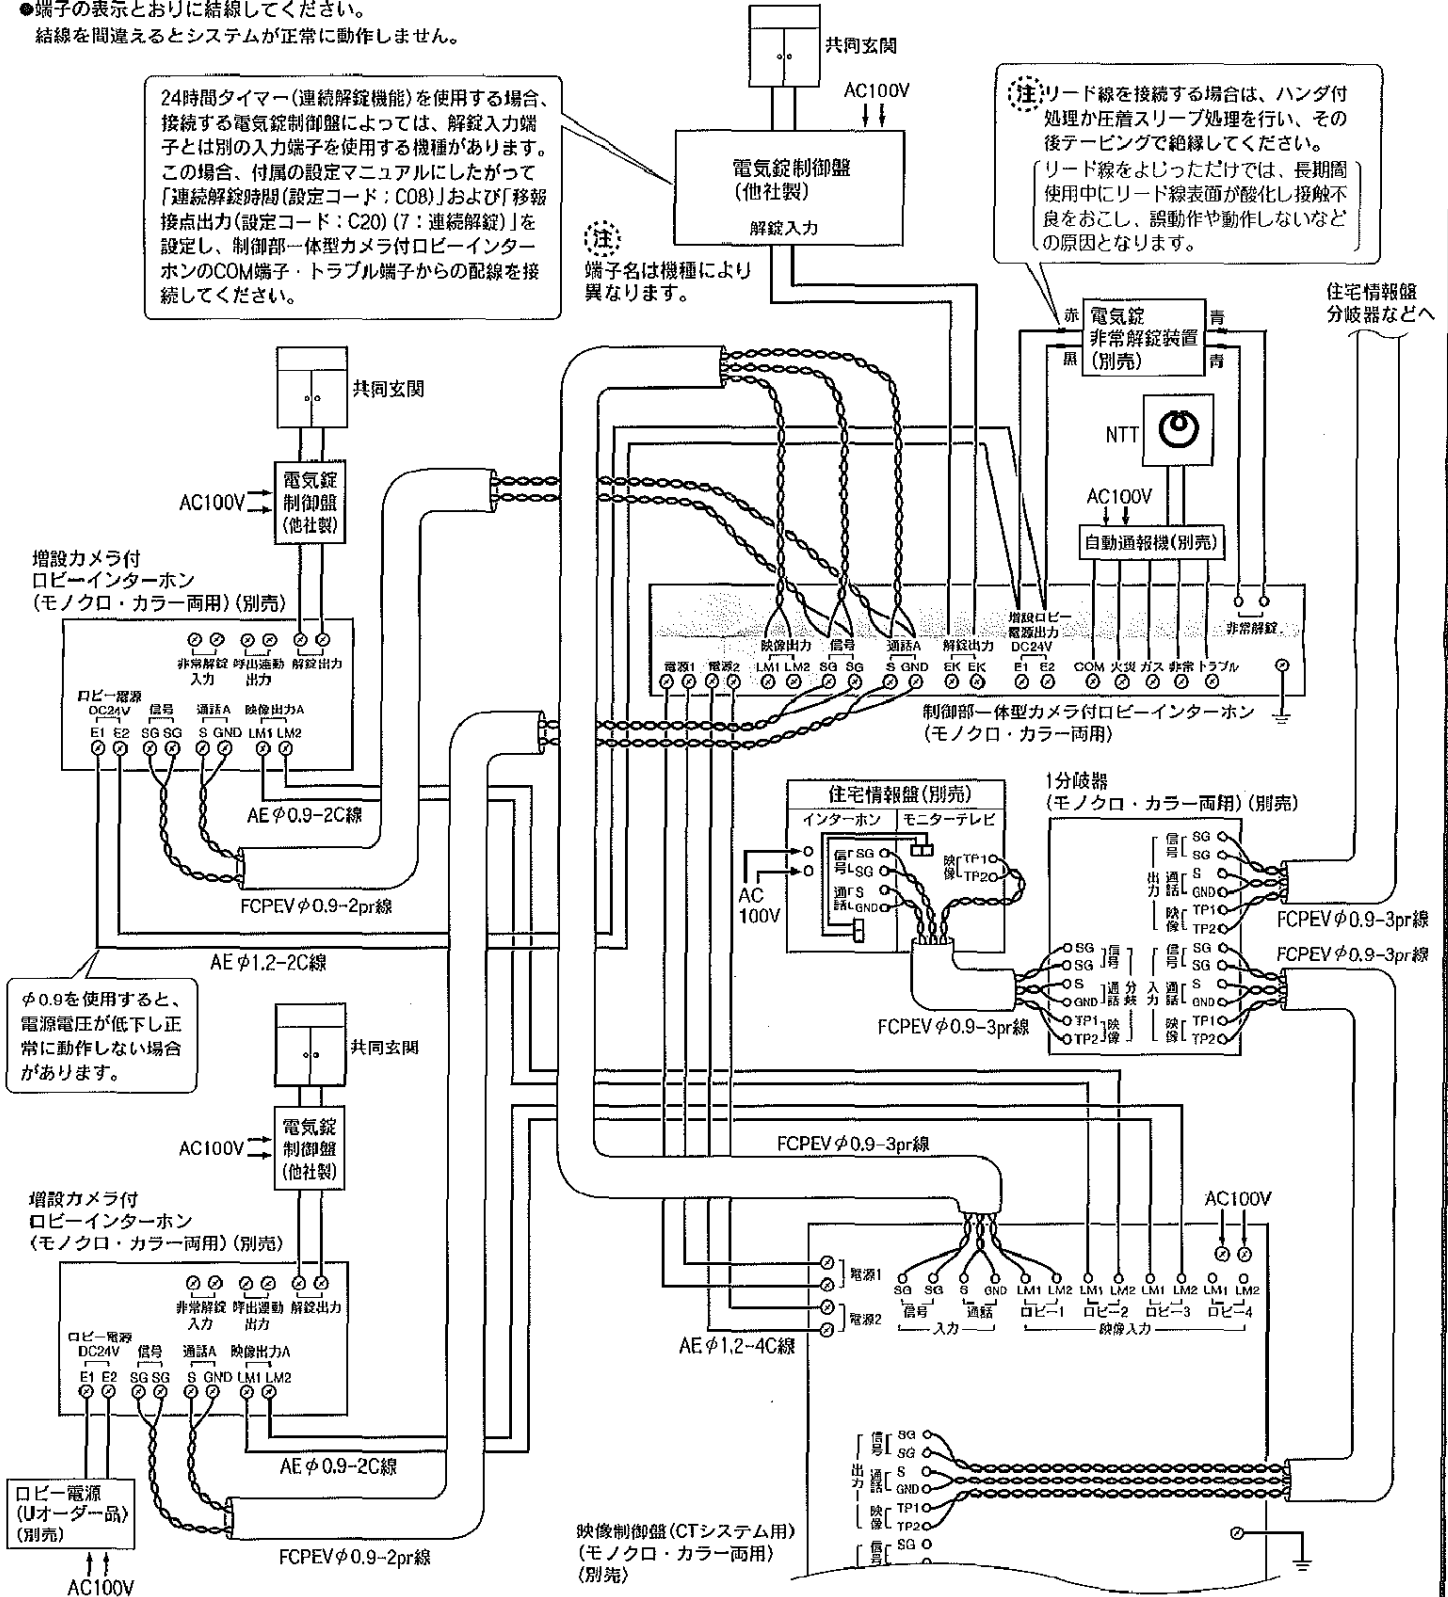 ●端子の表示とおりに結線してください。
結線を間違えるとシステムが正常に動作しません。
24時間タイマー(連続解錠機能)を使用する場合、
接続する電気錠制御盤によっては、解錠入力端
子とは別の入力端子を使用する機種があります。
この場合、付属の設定マニュアルにしたがって
「連続解錠時間(設定コード:C08)」および「移報
接点出力(設定コード:C20)(7:連続解錠)」を
設定し、制御部一体型カメラ付ロビーインター
ホンのCOM端子・トラブル端子からの配線を接
続してください。
共同玄関
AC100V
電気錠制御盤
(他社製)
解錠入力
注
端子名は機種により
異なります。
注 リード線を接続する場合は、ハンダ付
処理か圧着スリーブ処理を行い、その
後テーピングで絶縁してください。
リード線をよじっただけでは、長期間
使用中にリード線表面が酸化し接触不
良をおこし、誤動作や動作しないなど
の原因となります。
住宅情報盤
分岐器などへ
赤
黒
電気錠
非常解錠装置
(別売)
青
青
NTT
AC100V
自動通報機(別売)
共同玄関
電気錠
制御盤
(他社製)
AC100V
増設カメラ付
ロビーインターホン
(モノクロ・カラー両用)(別売)
非常解錠 呼出連動 解錠出力
入力 出力
ロビー電源
DC24V 信号 通話A 映像出力A
E1 E2 SG SG S GND LM1 LM2
AEφ0.9-2C線
FCPEVφ0.9-2pr線
AEφ1.2-2C線
φ0.9を使用すると、
電源電圧が低下し正
常に動作しない場合
があります。
増設ロビー
電源出力
DC24V
非常解錠
映像出力 信号 通話A 解錠出力
電源1 電源2 LM1 LM2 SG SG S GND EK EK E1 E2 COM 火災 ガス 非常 トラブル
制御部一体型カメラ付ロビーインターホン
(モノクロ・カラー両用)
住宅情報盤(別売)
インターホン モニターテレビ
信号 SG
SG
通話 S
GND
映像 TP1
TP2
AC
100V
FCPEVφ0.9-3pr線
1分岐器
(モノクロ・カラー両用)(別売)
出力
信号 SG
SG
通話 S
GND
映像 TP1
TP2
FCPEVφ0.9-3pr線
FCPEVφ0.9-3pr線
分岐
SG 信号
SG
S 通話
GND
TP1 映像
TP2
入力
信号 SG
SG
通話 S
GND
映像 TP1
TP2
共同玄関
電気錠
制御盤
(他社製)
AC100V
増設カメラ付
ロビーインターホン
(モノクロ・カラー両用)(別売)
非常解錠 呼出連動 解錠出力
入力 出力
ロビー電源
DC24V 信号 通話A 映像出力A
E1 E2 SG SG S GND LM1 LM2
AEφ0.9-2C線
FCPEVφ0.9-2pr線
ロビー電源
(Uオーダー品)
(別売)
AC100V
FCPEVφ0.9-3pr線
AC100V
電源1
電源2
AEφ1.2-4C線
SG SG S GND LM1 LM2 LM1 LM2 LM1 LM2 LM1 LM2
信号 通話 ロビー1 ロビー2 ロビー3 ロビー4
入力 映像入力
出力
信号 SG
SG
通話 S
GND
映像 TP1
TP2
信号 SG
映像制御盤(CTシステム用)
(モノクロ・カラー両用)
(別売)